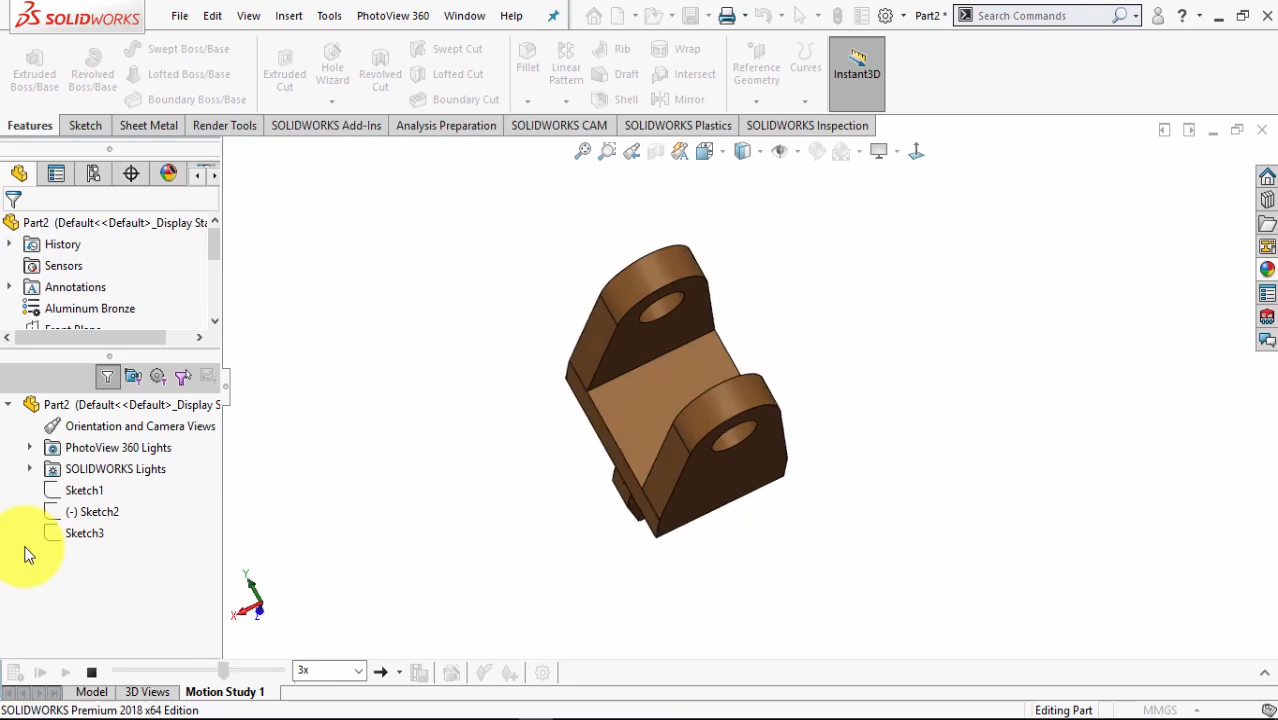 SOLIDWORKS File Edit View Insert Tools PhotoView 360 Window Help Part2 * Search Commands ?
Extruded Boss/Base Revolved Boss/Base Swept Boss/Base Lofted Boss/Base Boundary Boss/Base Extruded Cut Hole Wizard Revolved Cut Swept Cut Lofted Cut Boundary Cut Fillet Linear Pattern Rib Draft Shell Wrap Intersect Mirror Reference Geometry Curves Instant3D
Features Sketch Sheet Metal Render Tools SOLIDWORKS Add-Ins Analysis Preparation SOLIDWORKS CAM SOLIDWORKS Plastics SOLIDWORKS Inspection
Part2 (Default<<Default>_Display Sta
History
Sensors
A Annotations
Aluminum Bronze
Front Plane
Part2 (Default<<Default>_Display S
Orientation and Camera Views
PhotoView 360 Lights
SOLIDWORKS Lights
Sketch1
(-) Sketch2
Sketch3
Y
X
Z
3x
Model 3D Views Motion Study 1
SOLIDWORKS Premium 2018 x64 Edition Editing Part MMGS